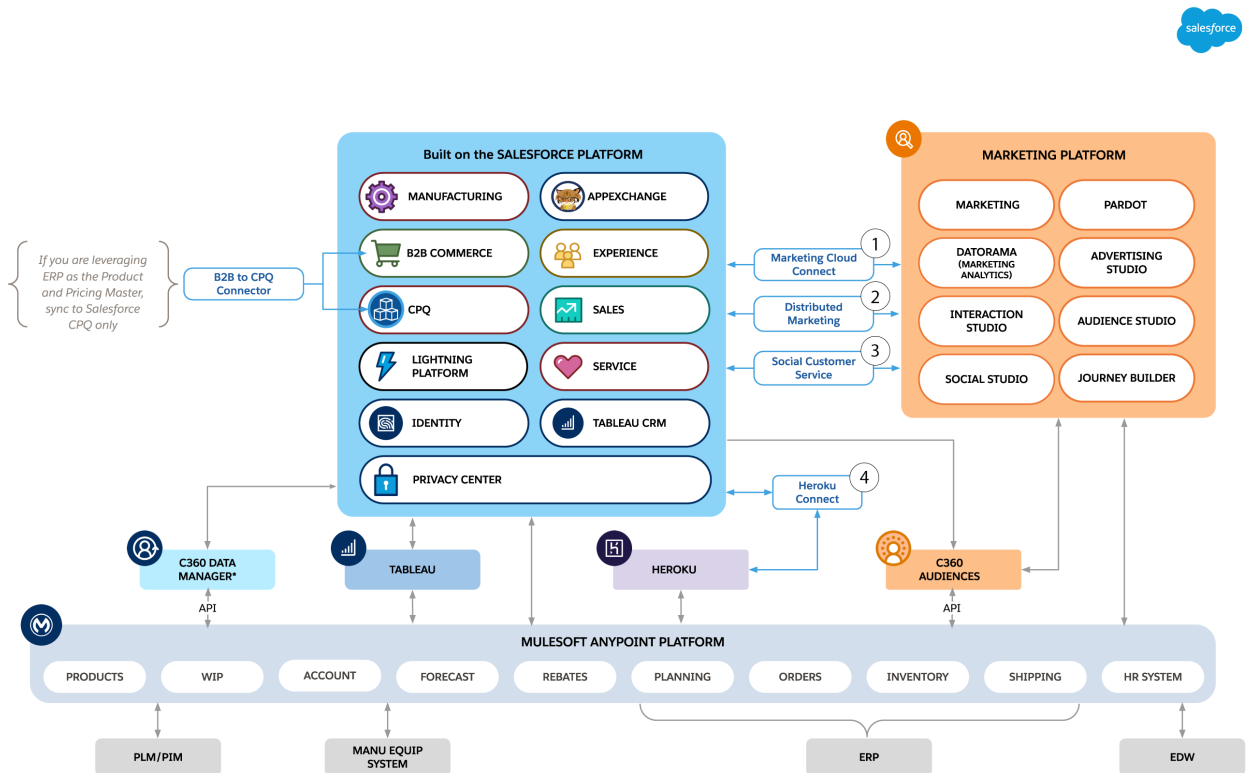 salesforce
Built on the SALESFORCE PLATFORM
MANUFACTURING
APPEXCHANGE
B2B COMMERCE
EXPERIENCE
CPQ
SALES
LIGHTNING
PLATFORM
SERVICE
IDENTITY
TABLEAU CRM
PRIVACY CENTER
If you are leveraging
ERP as the Product
and Pricing Master,
sync to Salesforce
CPQ only
B2B to CPQ
Connector
1
Marketing Cloud
Connect
2
Distributed
Marketing
3
Social Customer
Service
4
Heroku
Connect
MARKETING PLATFORM
MARKETING
PARDOT
DATORAMA
(MARKETING
ANALYTICS)
ADVERTISING
STUDIO
INTERACTION
STUDIO
AUDIENCE STUDIO
SOCIAL STUDIO
JOURNEY BUILDER
C360 DATA
MANAGER*
TABLEAU
HEROKU
C360
AUDIENCES
API
API
MULESOFT ANYPOINT PLATFORM
PRODUCTS
WIP
ACCOUNT
FORECAST
REBATES
PLANNING
ORDERS
INVENTORY
SHIPPING
HR SYSTEM
PLM/PIM
MANU EQUIP
SYSTEM
ERP
EDW